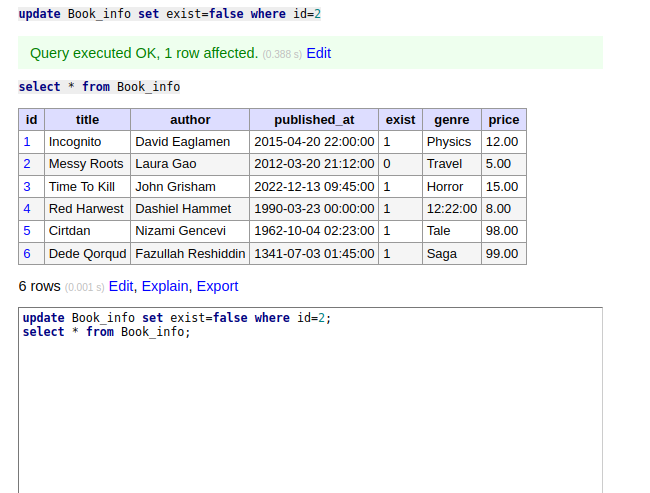 update Book_info set exist=false where id=2
Query executed OK, 1 row affected. (0.388 s) Edit
select * from Book_info
id title author published_at exist genre price
1 Incognito David Eaglamen 2015-04-20 22:00:00 1 Physics 12.00
2 Messy Roots Laura Gao 2012-03-20 21:12:00 0 Travel 5.00
3 Time To Kill John Grisham 2022-12-13 09:45:00 1 Horror 15.00
4 Red Harwest Dashiel Hammet 1990-03-23 00:00:00 1 12:22:00 8.00
5 Cirtdan Nizami Gencevi 1962-10-04 02:23:00 1 Tale 98.00
6 Dede Qorqud Fazullah Reshiddin 1341-07-03 01:45:00 1 Saga 99.00
6 rows (0.001 s) Edit, Explain, Export
update Book_info set exist=false where id=2;
select * from Book_info;